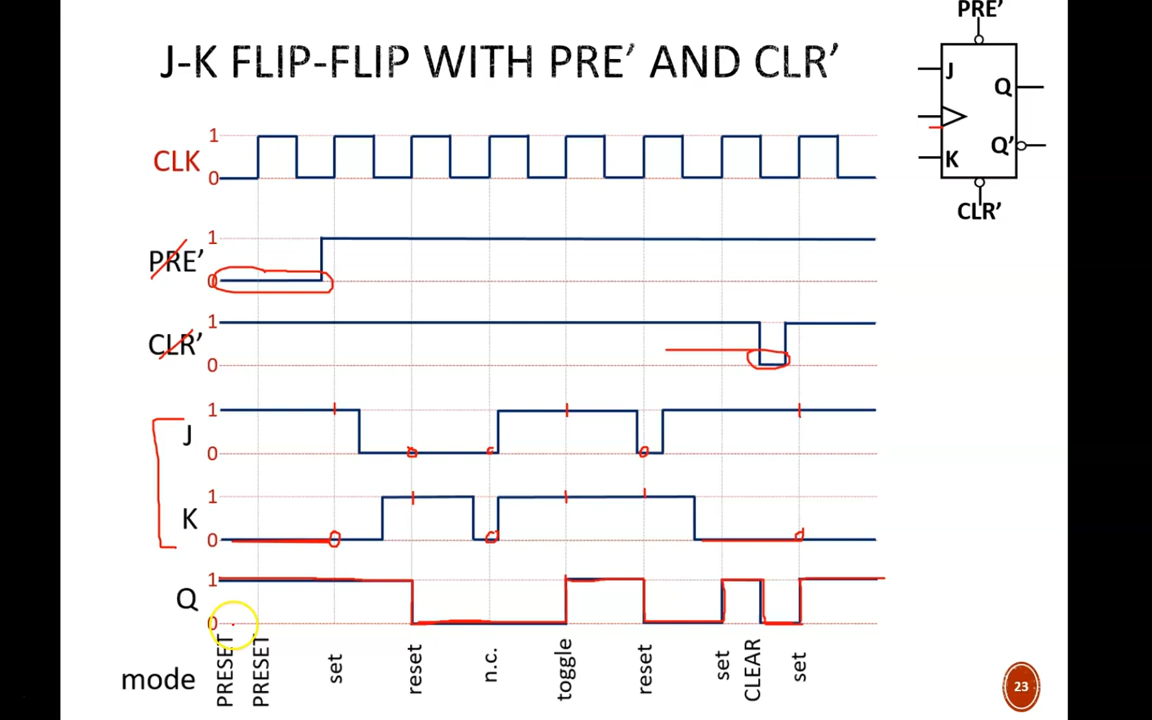 PRE’
J-K FLIP-FLIP WITH PRE’ AND CLR’
J
Q
K
Q’
CLR’
CLK
1
0
PRE’
1
0
CLR’
1
0
J
1
0
K
1
0
Q
1
0
mode
PRESET
PRESET
set
reset
n.c.
toggle
reset
set
CLEAR
set
23